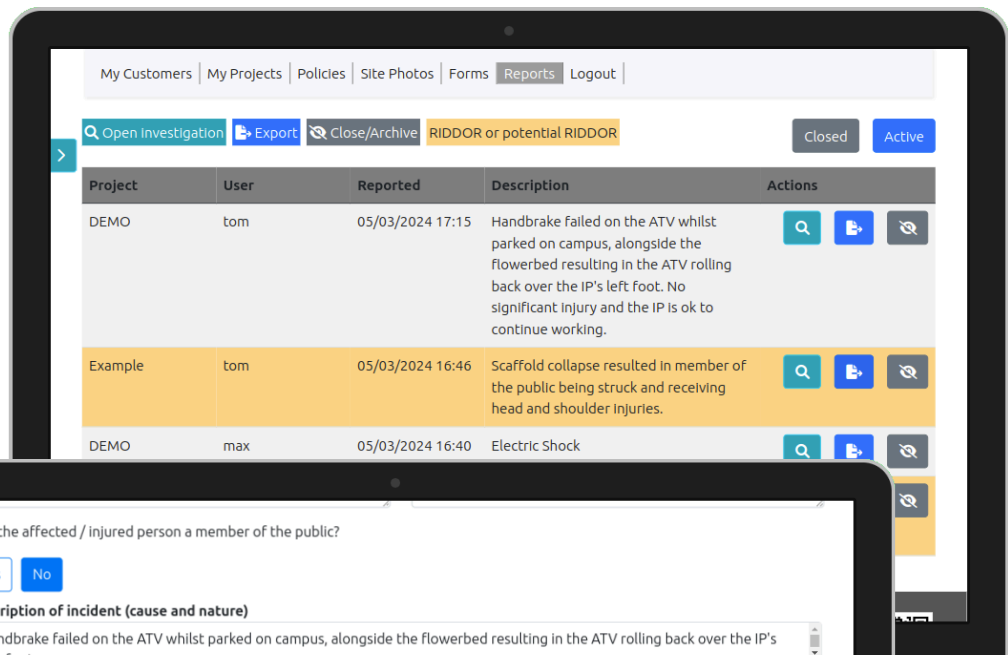 My Customers My Projects Policies Site Photos Forms Reports Logout
Open Investigation Export Close/Archive RIDDOR or potential RIDDOR Closed Active
Project User Reported Description Actions
DEMO tom 05/03/2024 17:15 Handbrake failed on the ATV whilst
parked on campus, alongside the
flowerbed resulting in the ATV rolling
back over the IP's left foot. No
significant injury and the IP is ok to
continue working.
Example tom 05/03/2024 16:46 Scaffold collapse resulted in member of
the public being struck and receiving
head and shoulder injuries.
DEMO max 05/03/2024 16:40 Electric Shock
the affected / injured person a member of the public?
No
ription of incident (cause and nature)
ndbrake failed on the ATV whilst parked on campus, alongside the flowerbed resulting in the ATV rolling back over the IP's